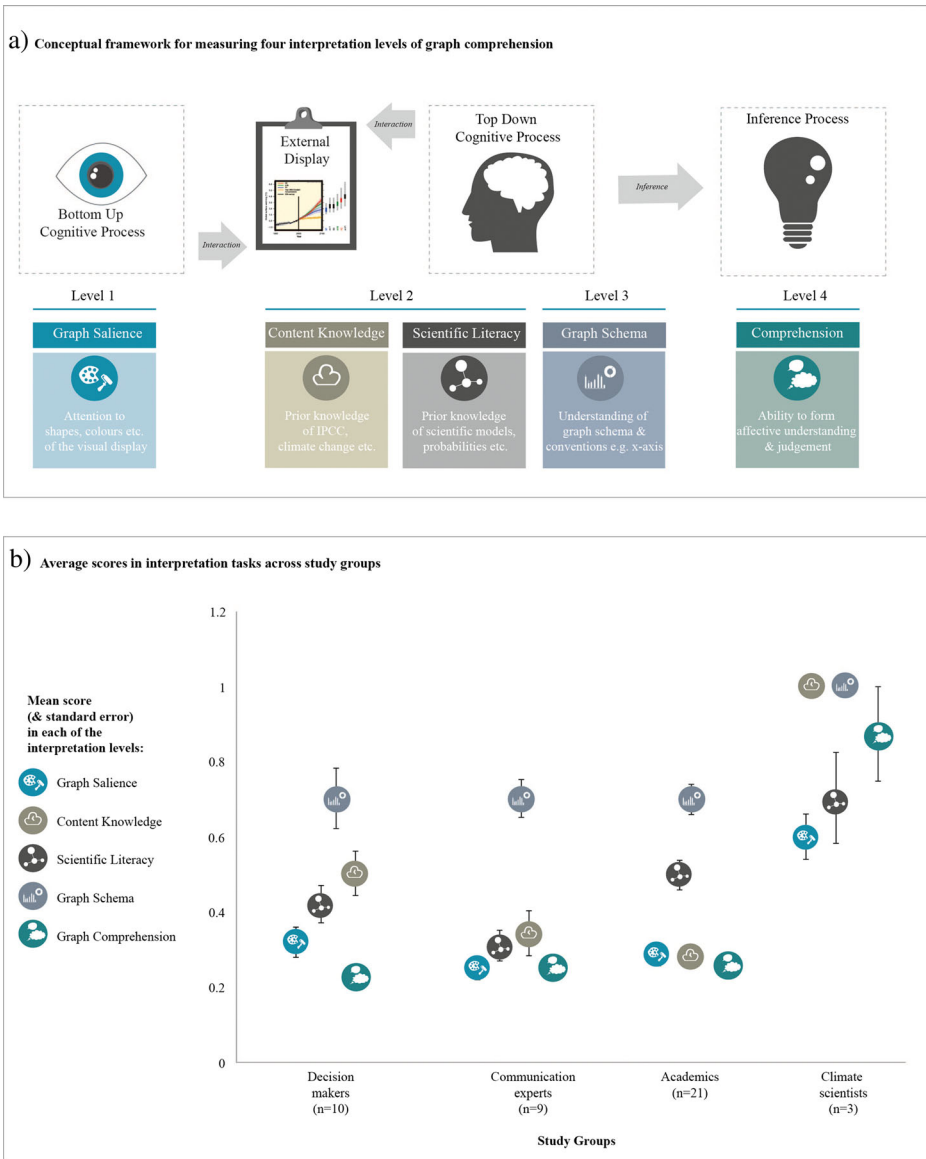 a) Conceptual framework for measuring four interpretation levels of graph comprehension
Bottom Up
Cognitive Process
Interaction
External
Display
Interaction
Top Down
Cognitive Process
Inference
Inference Process
Level 1
Level 2
Level 3
Level 4
Graph Salience
Content Knowledge
Scientific Literacy
Graph Schema
Comprehension
Attention to
shapes, colours etc.
of the visual display
Prior knowledge
of IPCC,
climate change etc.
Prior knowledge
of scientific models,
probabilities etc.
Understanding of
graph schema &
conventions e.g. x-axis
Ability to form
affective understanding
& judgement
b) Average scores in interpretation tasks across study groups
Mean score
(& standard error)
in each of the
interpretation levels:
Graph Salience
Content Knowledge
Scientific Literacy
Graph Schema
Graph Comprehension
1.2
1
0.8
0.6
0.4
0.2
0
Decision
makers
(n=10)
Communication
experts
(n=9)
Academics
(n=21)
Climate
scientists
(n=3)
Study Groups